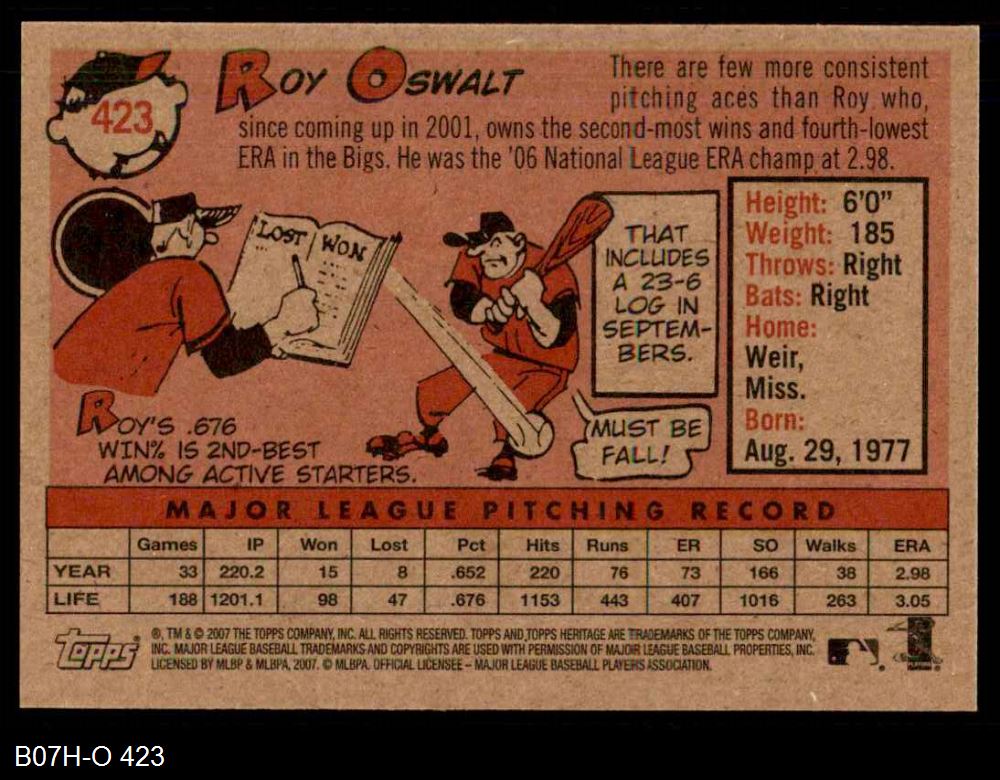 423
ROY OSWALT
There are few more consistent
pitching aces than Roy who,
since coming up in 2001, owns the second-most wins and fourth-lowest
ERA in the Bigs. He was the '06 National League ERA champ at 2.98.
LOST WON
THAT
INCLUDES
A 23-6
LOG IN
SEPTEM-
BERS.
MUST BE
FALL!
ROY'S .676
WIN% IS 2ND-BEST
AMONG ACTIVE STARTERS.
Height: 6'0"
Weight: 185
Throws: Right
Bats: Right
Home:
Weir,
Miss.
Born:
Aug. 29, 1977
MAJOR LEAGUE PITCHING RECORD
Games IP Won Lost Pct Hits Runs ER SO Walks ERA
YEAR 33 220.2 15 8 .652 220 76 73 166 38 2.98
LIFE 188 1201.1 98 47 .676 1153 443 407 1016 263 3.05
Topps
®, TM & © 2007 THE TOPPS COMPANY, INC. ALL RIGHTS RESERVED. TOPPS AND TOPPS HERITAGE ARE TRADEMARKS OF THE TOPPS COMPANY,
INC. MAJOR LEAGUE BASEBALL TRADEMARKS AND COPYRIGHTS ARE USED WITH PERMISSION OF MAJOR LEAGUE BASEBALL PROPERTIES, INC.
LICENSED BY MLBP & MLBPA, 2007. © MLBPA. OFFICIAL LICENSEE – MAJOR LEAGUE BASEBALL PLAYERS ASSOCIATION.
B07H-O 423